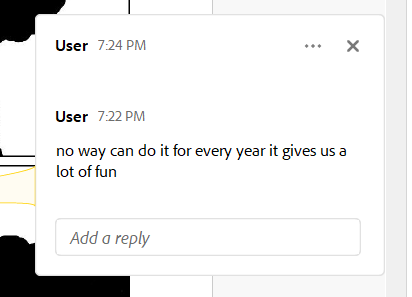 User 7:24 PM
User 7:22 PM
no way can do it for every year it gives us a
lot of fun
Add a reply